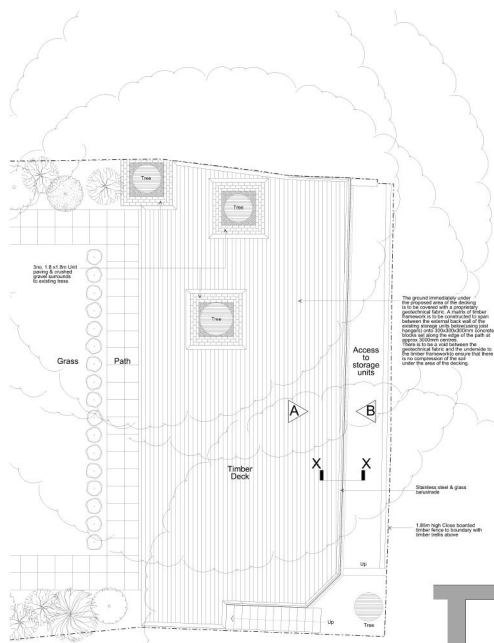 Tree
Tree
3no. 1.8 x1.8m Unit
paving & crushed
gravel surrounds
to existing trees.
Tree
The ground immediately under
the proposed area of the decking
is to be covered with a proprietary
geotechnical fabric. A matrix of timber
framework is to be constructed to span
between the external back wall of the
existing storage units below(using joist
hangers) onto 300x300x300mm concrete
blocks set along the edge of the path at
approx 3000mm centres.
There is to be a void between the
geotechnical fabric and the underside to
the timber framework to ensure that there
is no compression of the soil
under the area of the decking.
Access
to
storage
units
Grass
Path
A
B
X
X
Timber
Deck
Stainless steel & glass
balustrade
1.86m high Close boarded
timber fence to boundary with
timber trellis above
Up
Up
Tree